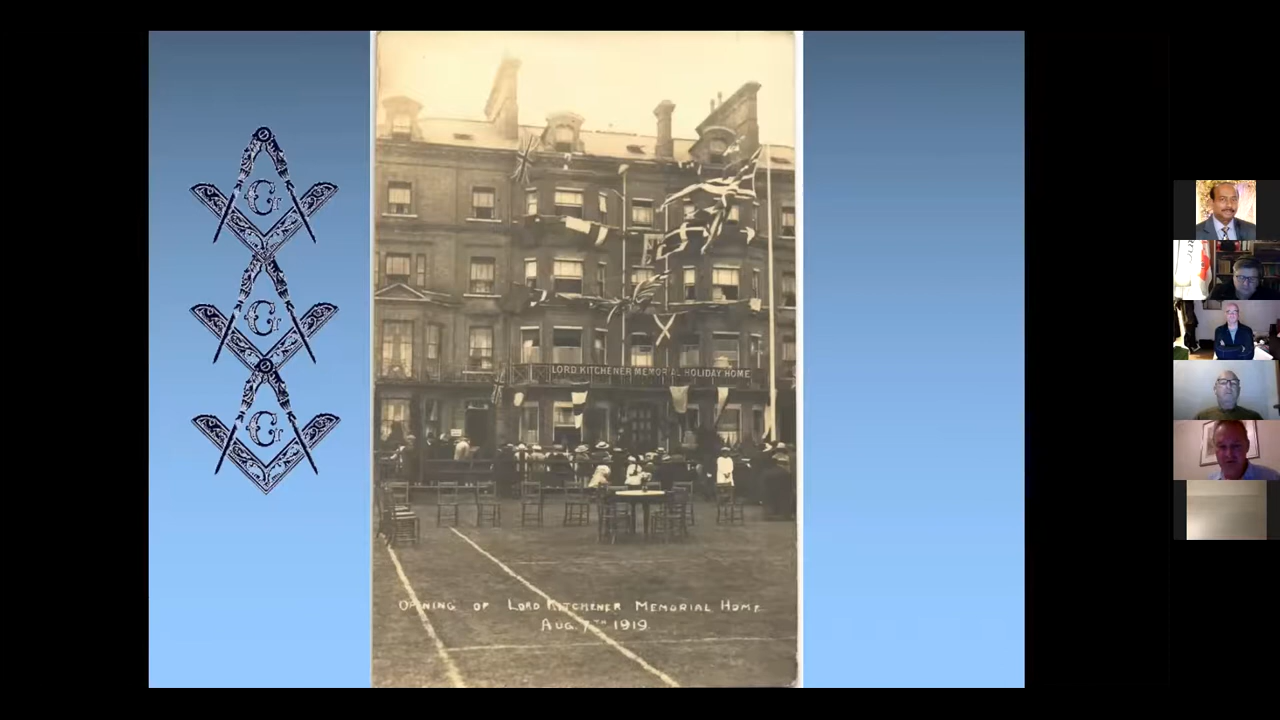 G
G
G
LORD KITCHENER MEMORIAL HOLIDAY HOME
OPENING OF LORD KITCHENER MEMORIAL HOME
AUG. 7TH 1919